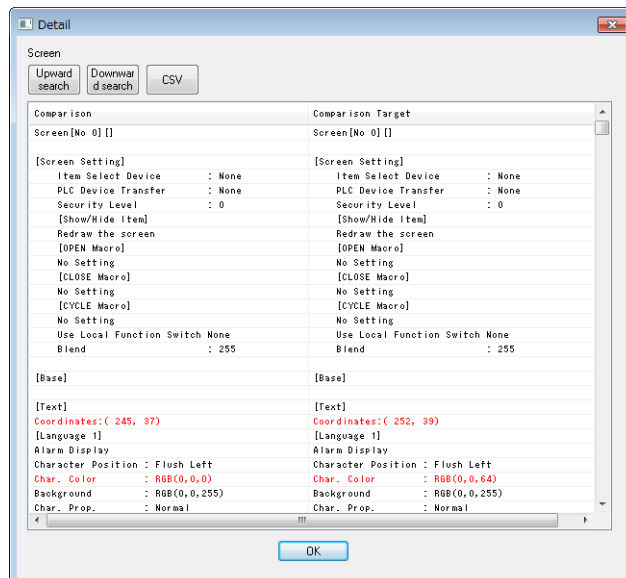 Detail
Screen
Upward search
Downwar d search
CSV
Comparison Comparison Target
Screen[No 0][] Screen[No 0][]
[Screen Setting] [Screen Setting]
Item Select Device : None Item Select Device : None
PLC Device Transfer : None PLC Device Transfer : None
Security Level : 0 Security Level : 0
[Show/Hide Item] [Show/Hide Item]
Redraw the screen Redraw the screen
[OPEN Macro] [OPEN Macro]
No Setting No Setting
[CLOSE Macro] [CLOSE Macro]
No Setting No Setting
[CYCLE Macro] [CYCLE Macro]
No Setting No Setting
Use Local Function Switch None Use Local Function Switch None
Blend : 255 Blend : 255
[Base] [Base]
[Text] [Text]
Coordinates:( 245, 37) Coordinates:( 252, 39)
[Language 1] [Language 1]
Alarm Display Alarm Display
Character Position : Flush Left Character Position : Flush Left
Char. Color : RGB(0,0,0) Char. Color : RGB(0,0,64)
Background : RGB(0,0,255) Background : RGB(0,0,255)
Char. Prop. : Normal Char. Prop. : Normal
OK